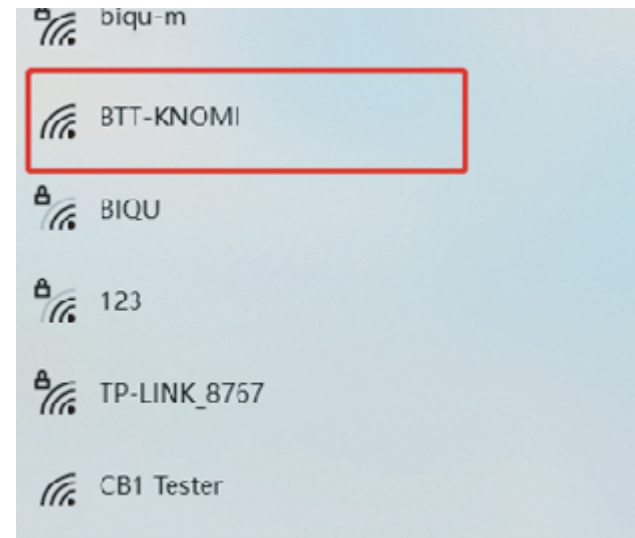 biqu-m
BTT-KNOMI
BIQU
123
TP-LINK_8767
CB1 Tester